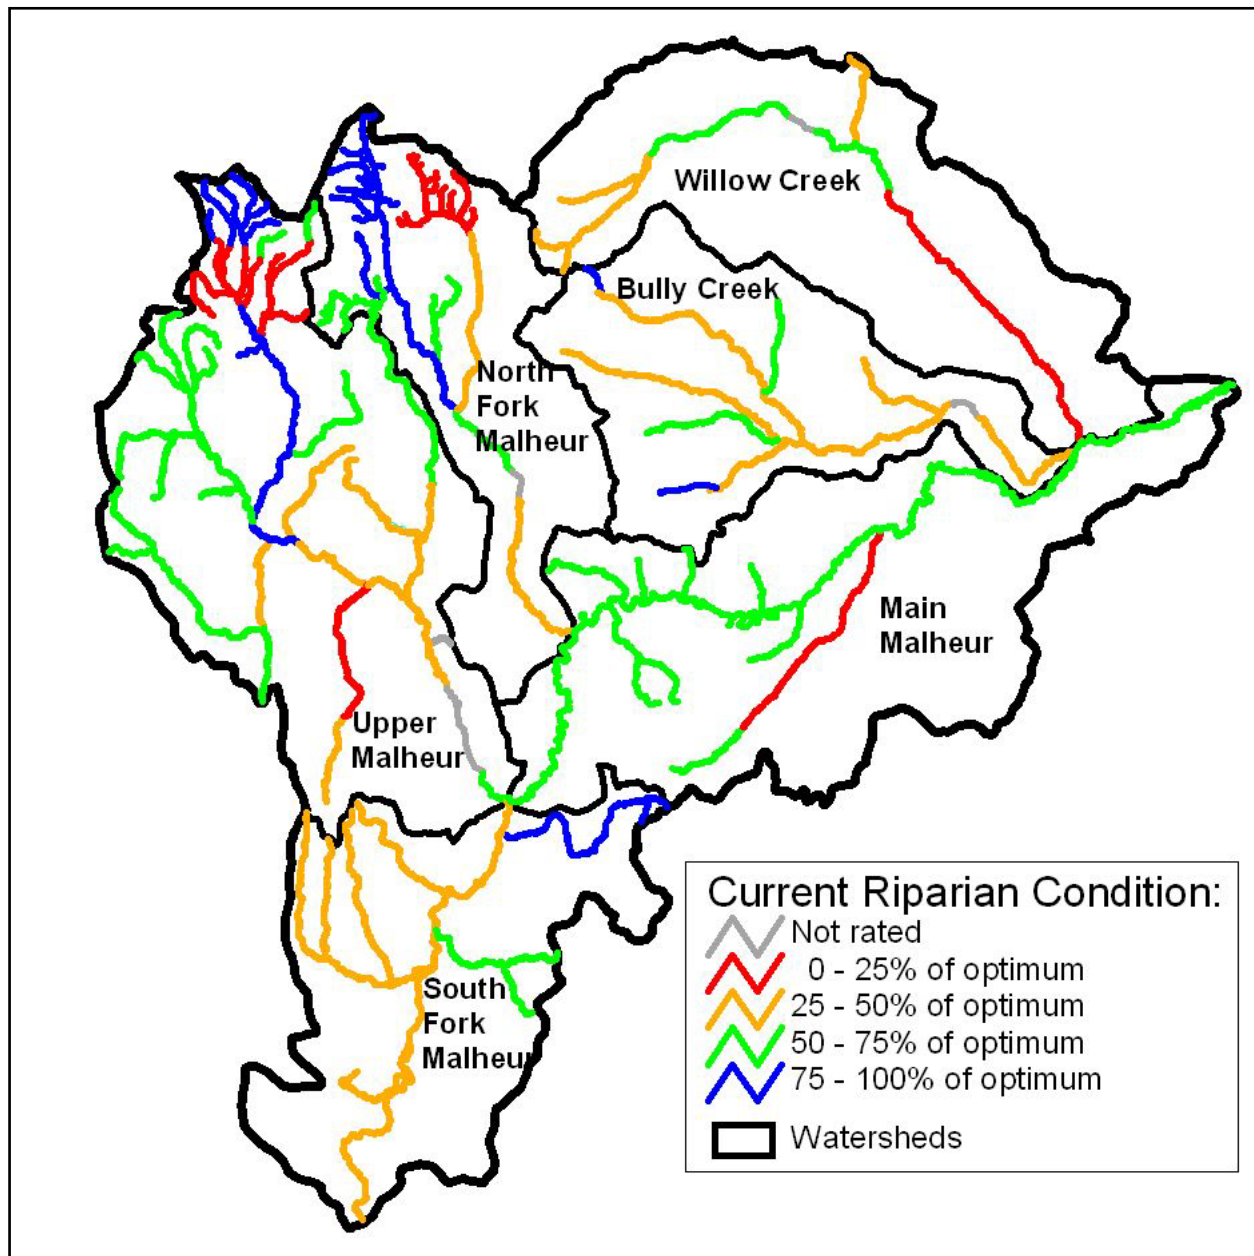 Willow Creek
Bully Creek
North
Fork
Malheur
Main
Malheur
Upper
Malheur
South
Fork
Malheur
Current Riparian Condition:
Not rated
0 - 25% of optimum
25 - 50% of optimum
50 - 75% of optimum
75 - 100% of optimum
Watersheds